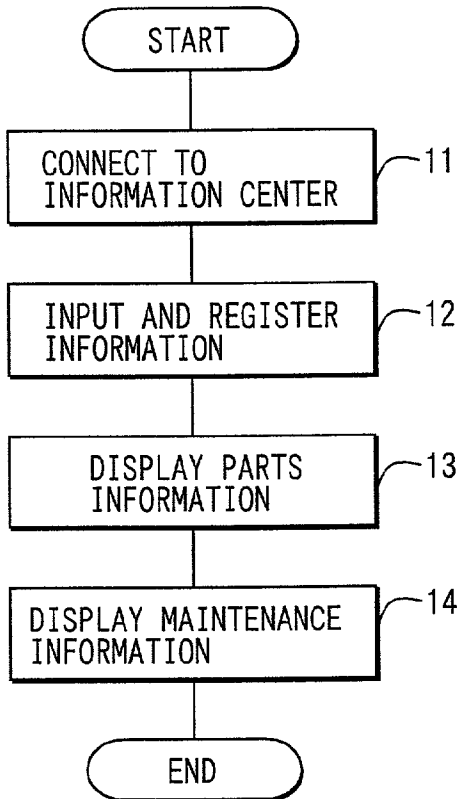 START
CONNECT TO
INFORMATION CENTER
11
INPUT AND REGISTER
INFORMATION
12
DISPLAY PARTS
INFORMATION
13
DISPLAY MAINTENANCE
INFORMATION
14
END